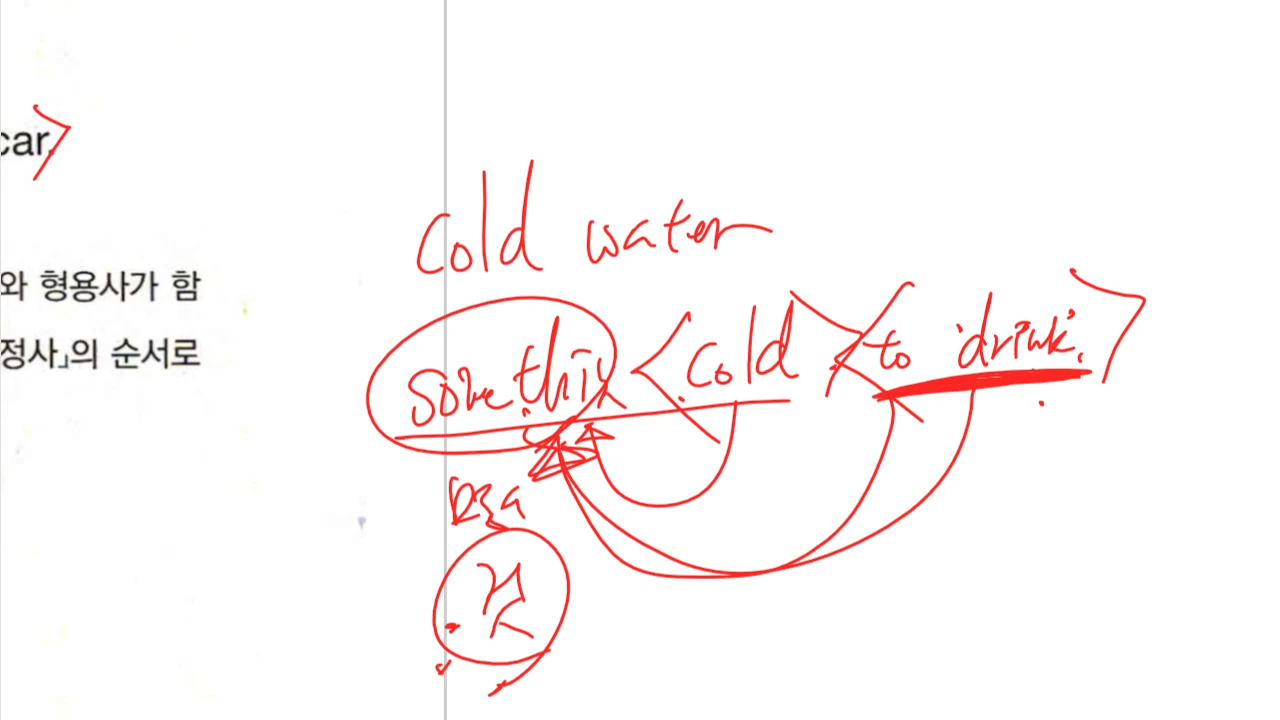 car.
cold water
와 형용사가 함
somethin <cold> <to drink.>
정사」의 순서로
것